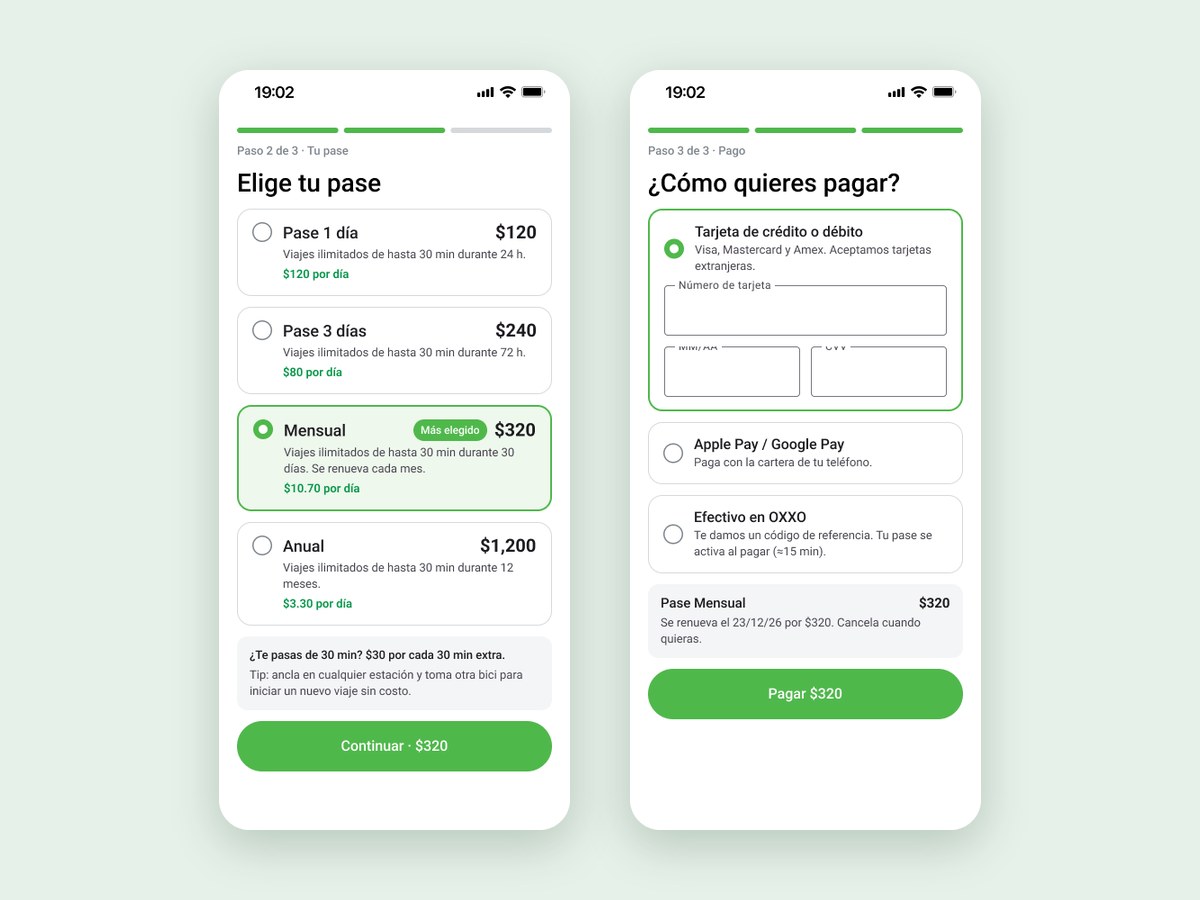 19:02
Paso 2 de 3 · Tu pase
Elige tu pase
Pase 1 día $120
Viajes ilimitados de hasta 30 min durante 24 h.
$120 por día
Pase 3 días $240
Viajes ilimitados de hasta 30 min durante 72 h.
$80 por día
Mensual Más elegido $320
Viajes ilimitados de hasta 30 min durante 30
días. Se renueva cada mes.
$10.70 por día
Anual $1,200
Viajes ilimitados de hasta 30 min durante 12
meses.
$3.30 por día
¿Te pasas de 30 min? $30 por cada 30 min extra.
Tip: ancla en cualquier estación y toma otra bici para
iniciar un nuevo viaje sin costo.
Continuar · $320
19:02
Paso 3 de 3 · Pago
¿Cómo quieres pagar?
Tarjeta de crédito o débito
Visa, Mastercard y Amex. Aceptamos tarjetas
extranjeras.
Número de tarjeta
MM/AA CVV
Apple Pay / Google Pay
Paga con la cartera de tu teléfono.
Efectivo en OXXO
Te damos un código de referencia. Tu pase se
activa al pagar (≈15 min).
Pase Mensual $320
Se renueva el 23/12/26 por $320. Cancela cuando
quieras.
Pagar $320